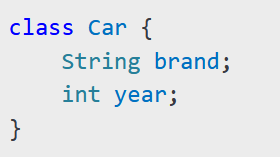 class Car {
    String brand;
    int year;
}